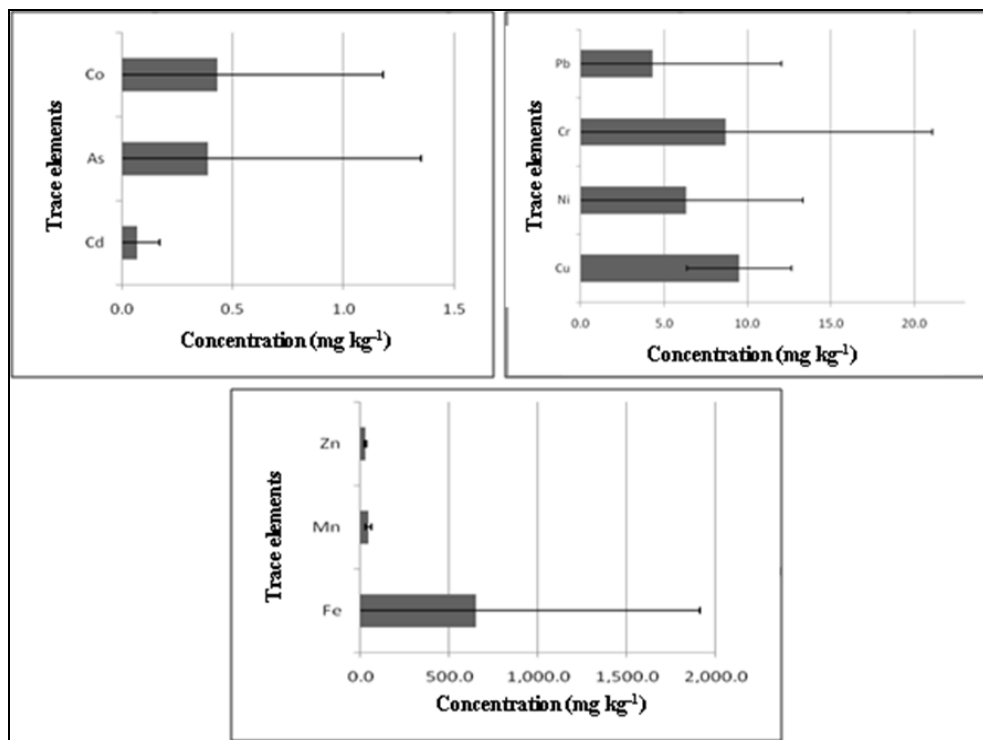 Trace elements
Co
As
Cd
0.0 0.5 1.0 1.5
Concentration (mg kg⁻¹)
Trace elements
Pb
Cr
Ni
Cu
0.0 5.0 10.0 15.0 20.0
Concentration (mg kg⁻¹)
Trace elements
Zn
Mn
Fe
0.0 500.0 1,000.0 1,500.0 2,000.0
Concentration (mg kg⁻¹)